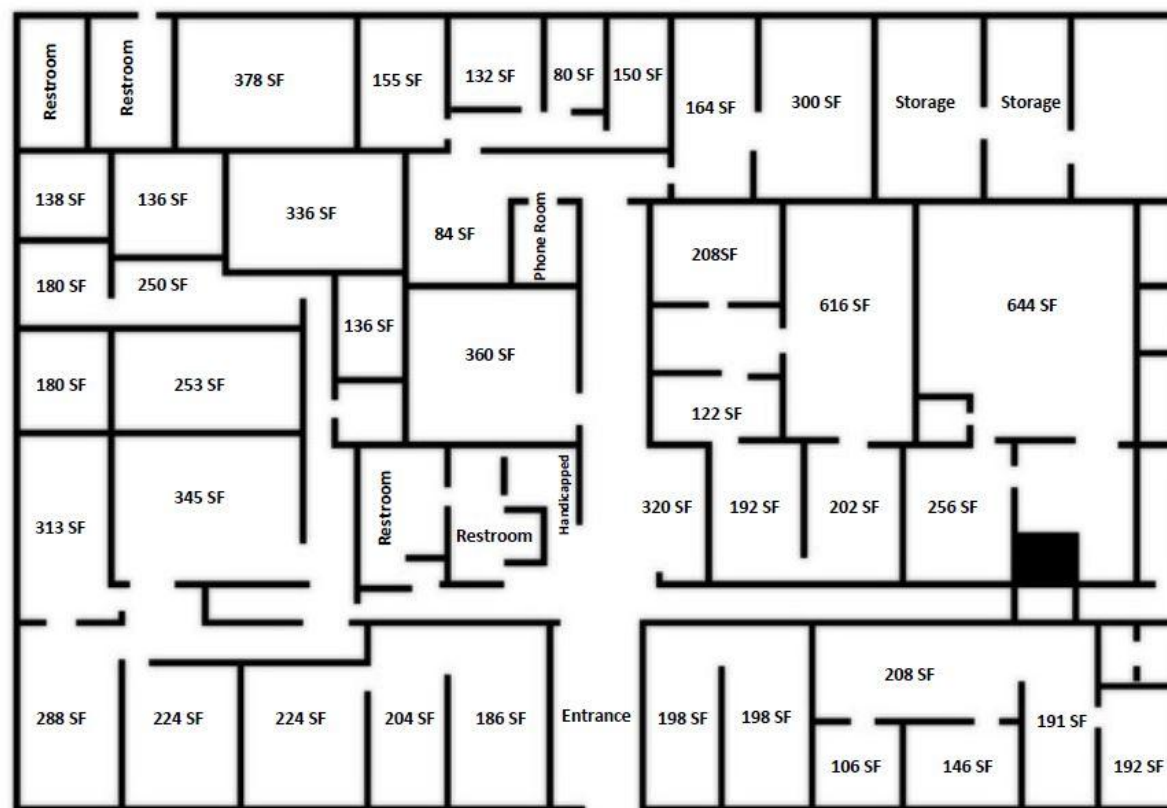 Restroom
Restroom
378 SF
155 SF
132 SF
80 SF
150 SF
164 SF
300 SF
Storage
Storage
138 SF
136 SF
336 SF
84 SF
Phone Room
208SF
616 SF
644 SF
180 SF
250 SF
136 SF
360 SF
180 SF
253 SF
122 SF
313 SF
345 SF
Restroom
Restroom
Handicapped
320 SF
192 SF
202 SF
256 SF
288 SF
224 SF
224 SF
204 SF
186 SF
Entrance
198 SF
198 SF
208 SF
106 SF
146 SF
191 SF
192 SF